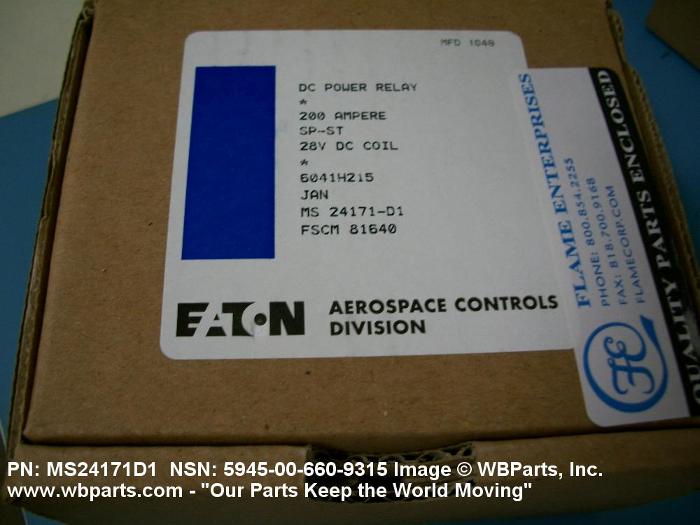 MFD 1048
DC POWER RELAY
*
200 AMPERE
SP-ST
28V DC COIL
*
6041H215
JAN
MS 24171-D1
FSCM 81640
EATON
AEROSPACE CONTROLS
DIVISION
FLAME ENTERPRISES
PHONE: 800.854.2255
FAX: 818.700.9168
FLAMECORP.COM
QUALITY PARTS ENCLOSED
PN: MS24171D1 NSN: 5945-00-660-9315 Image © WBParts, Inc.
www.wbparts.com - "Our Parts Keep the World Moving"